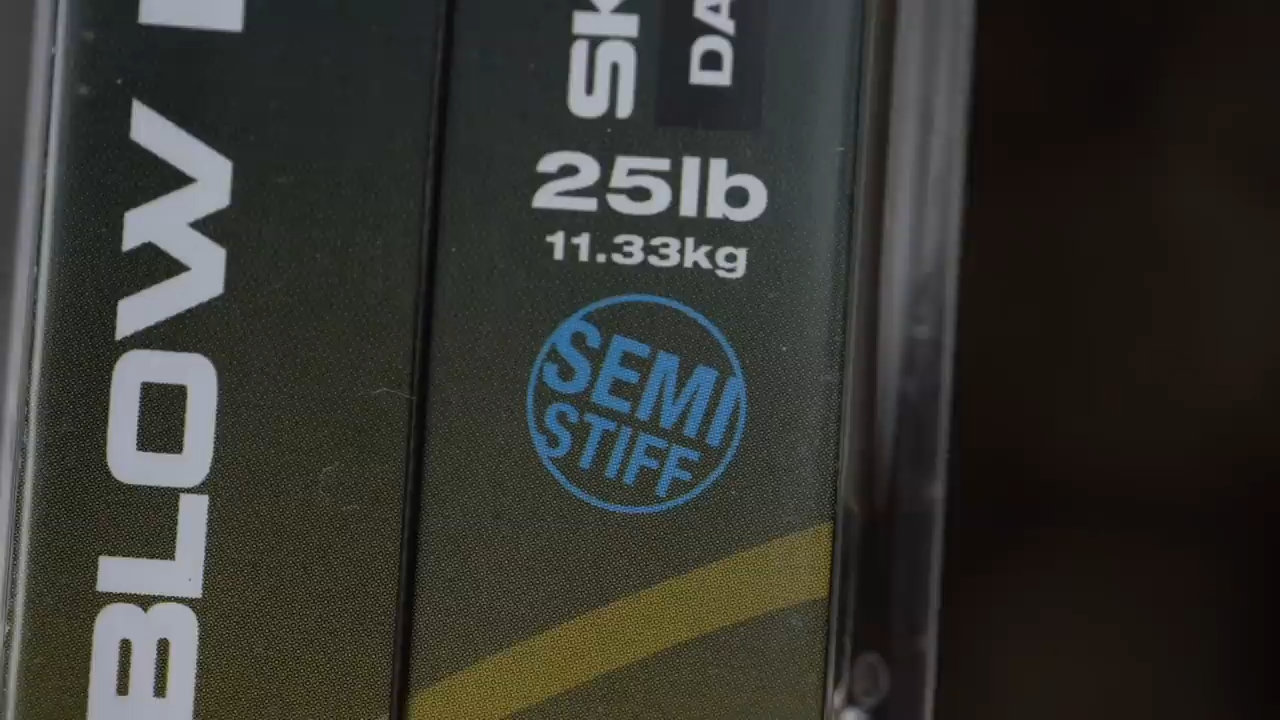 BLOW
SK
DA
25lb
11.33kg
SEMI
STIFF